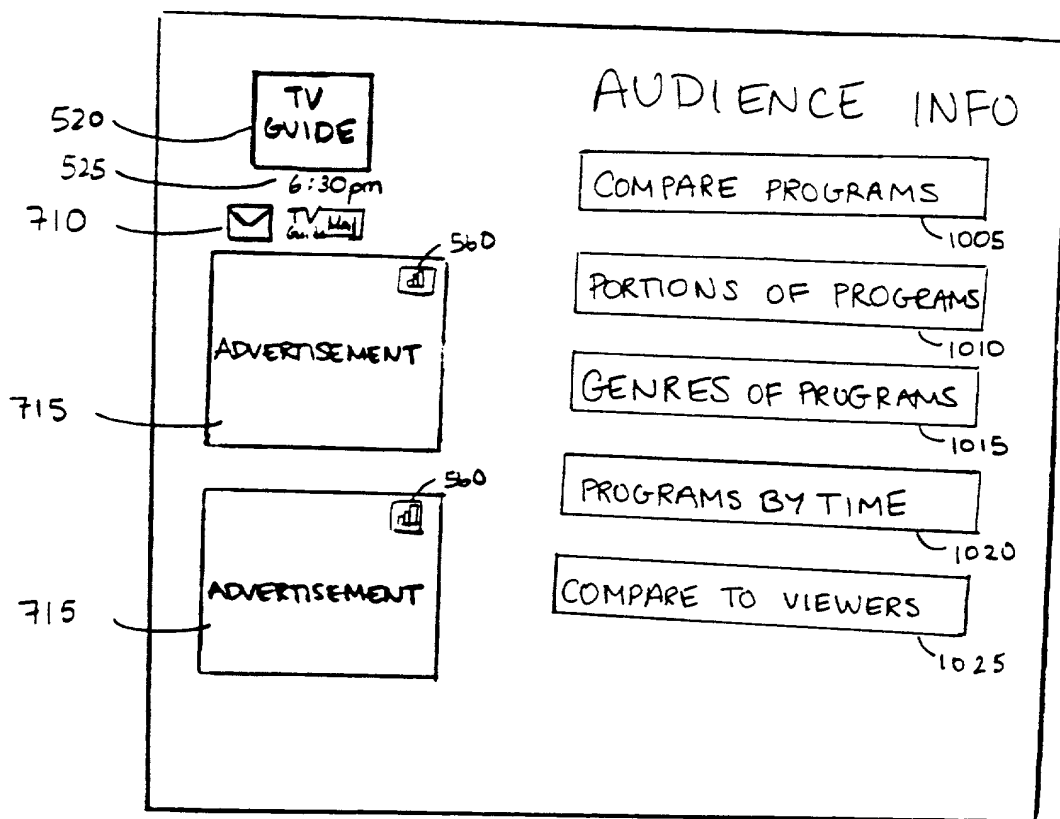 520
TV
GUIDE
525
6:30pm
710
TV
Guide Mail
560
ADVERTISEMENT
715
560
ADVERTISEMENT
715
AUDIENCE INFO
COMPARE PROGRAMS
1005
PORTIONS OF PROGRAMS
1010
GENRES OF PROGRAMS
1015
PROGRAMS BY TIME
1020
COMPARE TO VIEWERS
1025